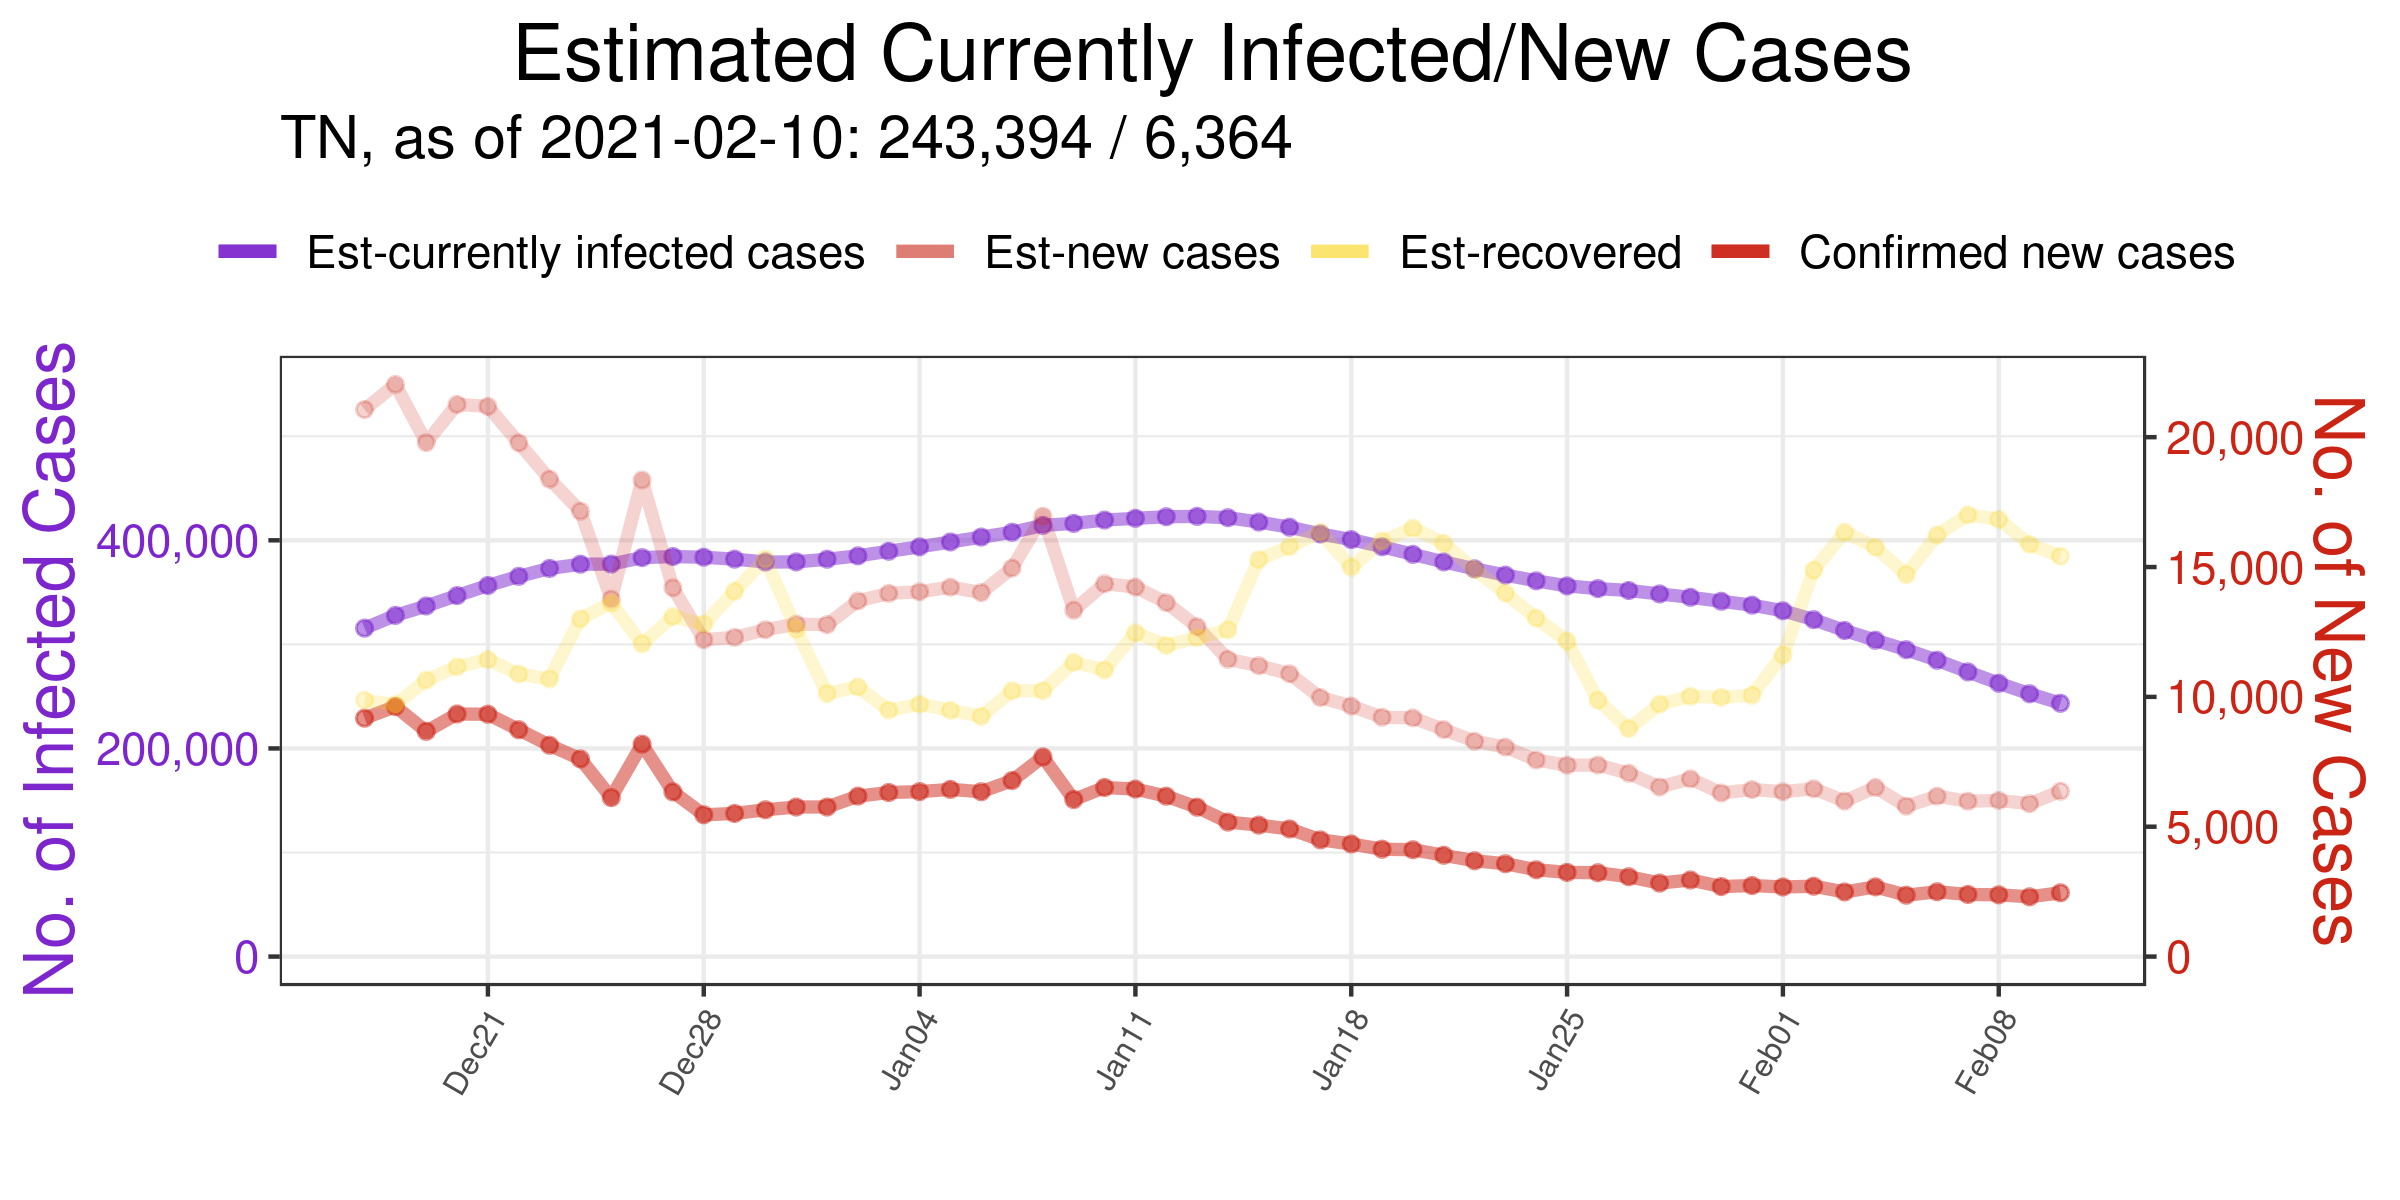 Estimated Currently Infected/New Cases
TN, as of 2021-02-10: 243,394 / 6,364
Est-currently infected cases Est-new cases Est-recovered Confirmed new cases
No. of Infected Cases
400,000
200,000
0
20,000
15,000
10,000
5,000
0
No. of New Cases
Dec21 Dec28 Jan04 Jan11 Jan18 Jan25 Feb01 Feb08